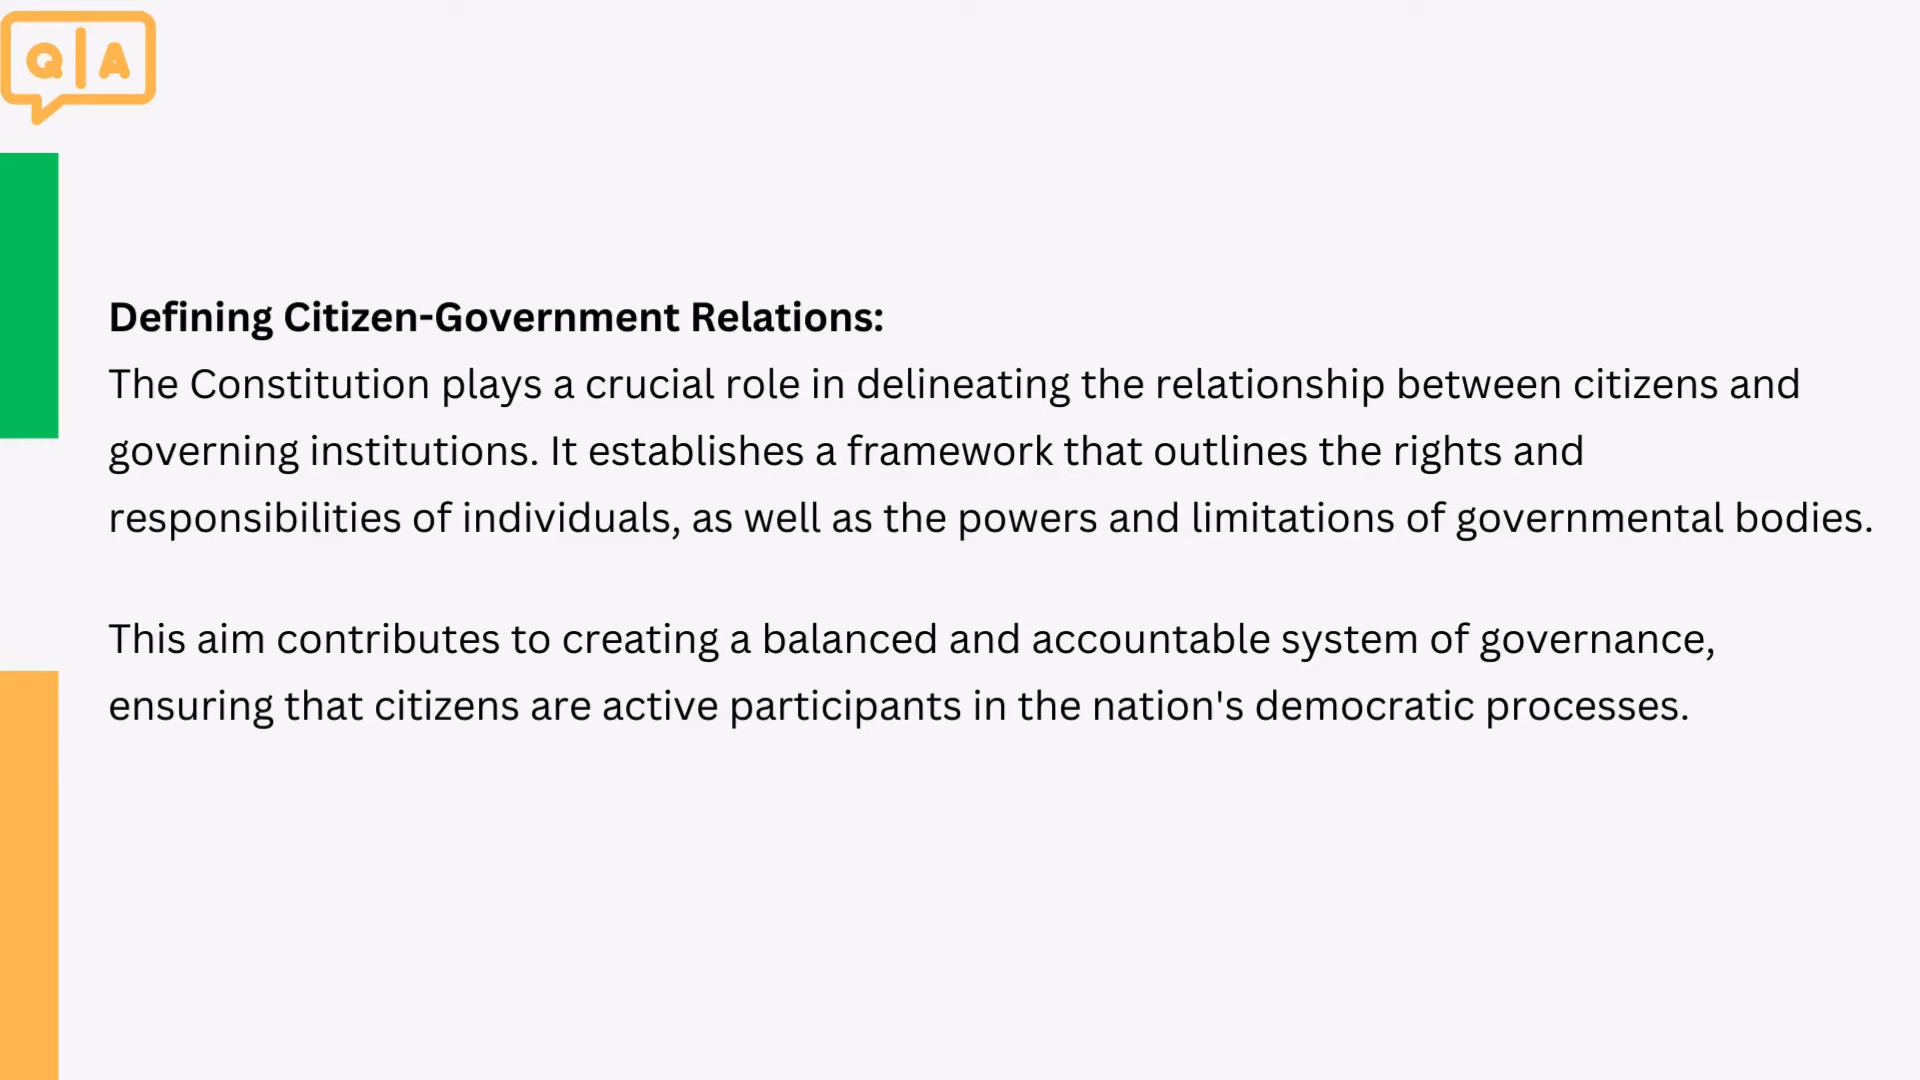 Q|A
Defining Citizen-Government Relations:
The Constitution plays a crucial role in delineating the relationship between citizens and
governing institutions. It establishes a framework that outlines the rights and
responsibilities of individuals, as well as the powers and limitations of governmental bodies.
This aim contributes to creating a balanced and accountable system of governance,
ensuring that citizens are active participants in the nation's democratic processes.